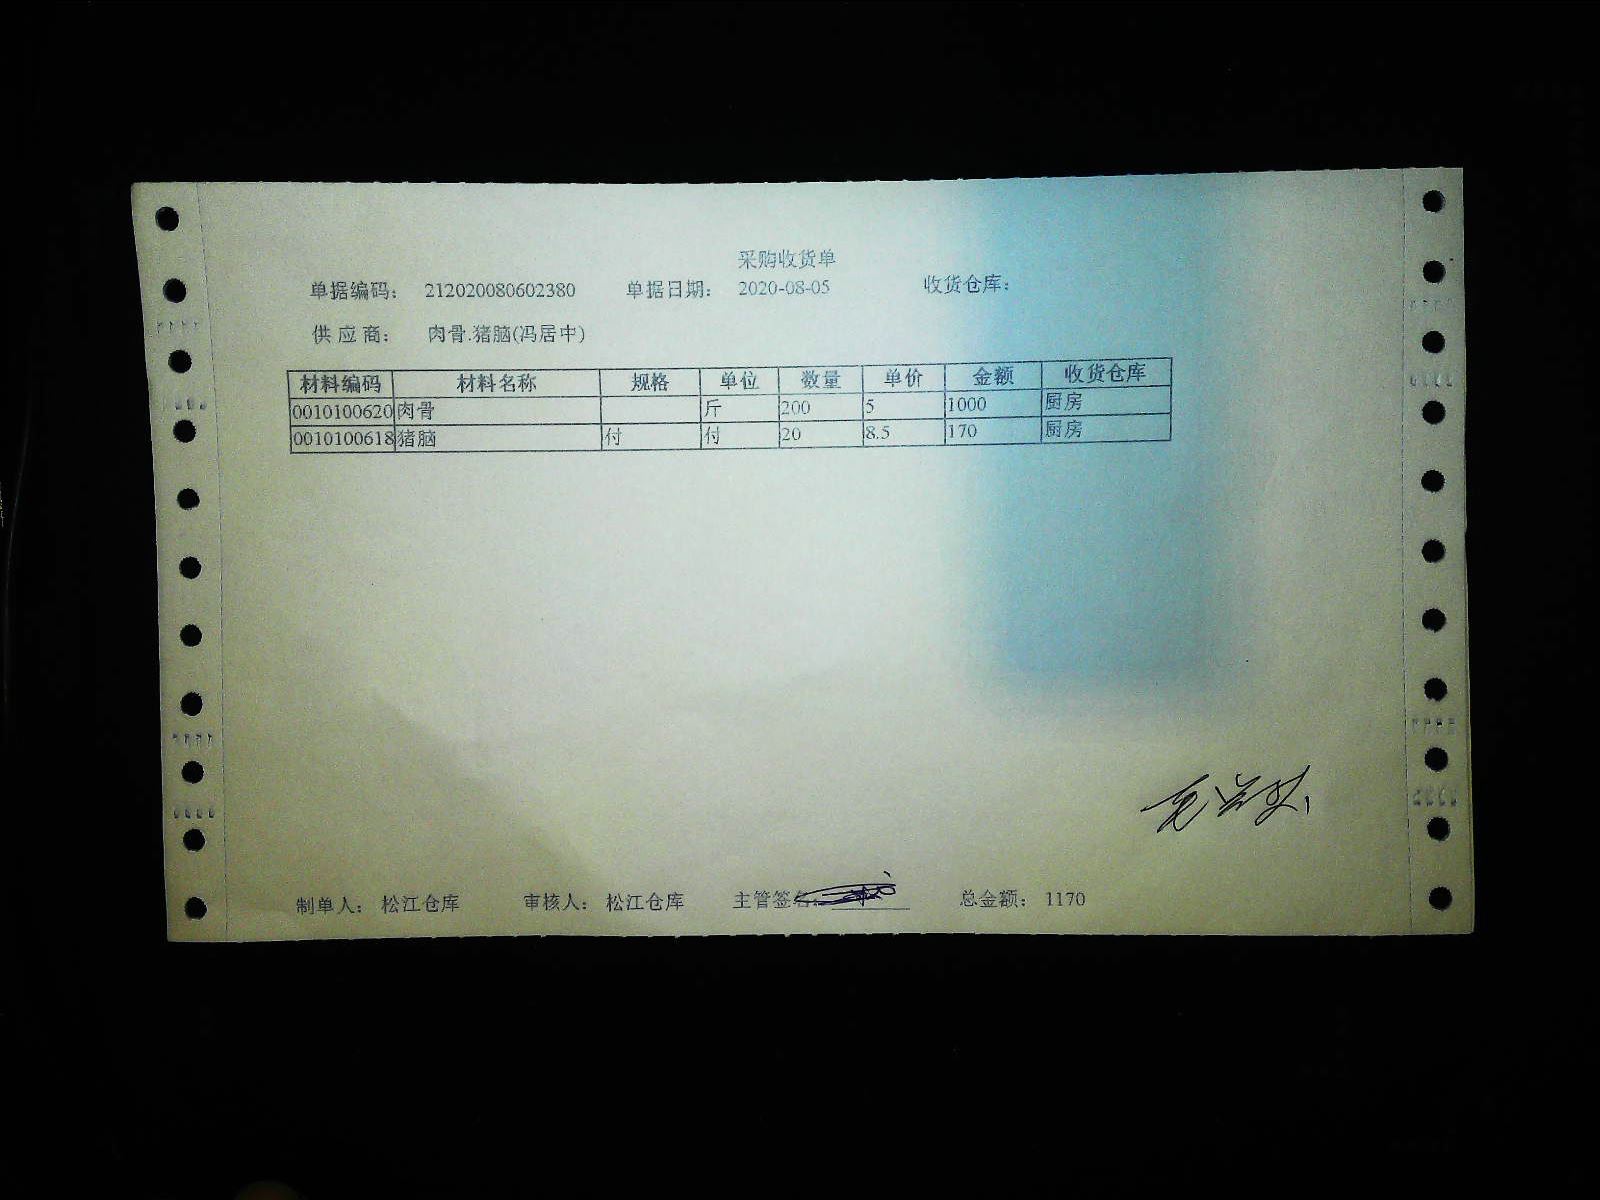 采购收货单
单据编码： 212020080602380 单据日期： 2020-08-05 收货仓库：
供 应 商： 肉骨.猪脑(冯居中)
材料编码 材料名称 规格 单位 数量 单价 金额 收货仓库
0010100620 肉骨 斤 200 5 1000 厨房
0010100618 猪脑 付 付 20 8.5 170 厨房
制单人： 松江仓库 审核人： 松江仓库 主管签名： 总金额： 1170